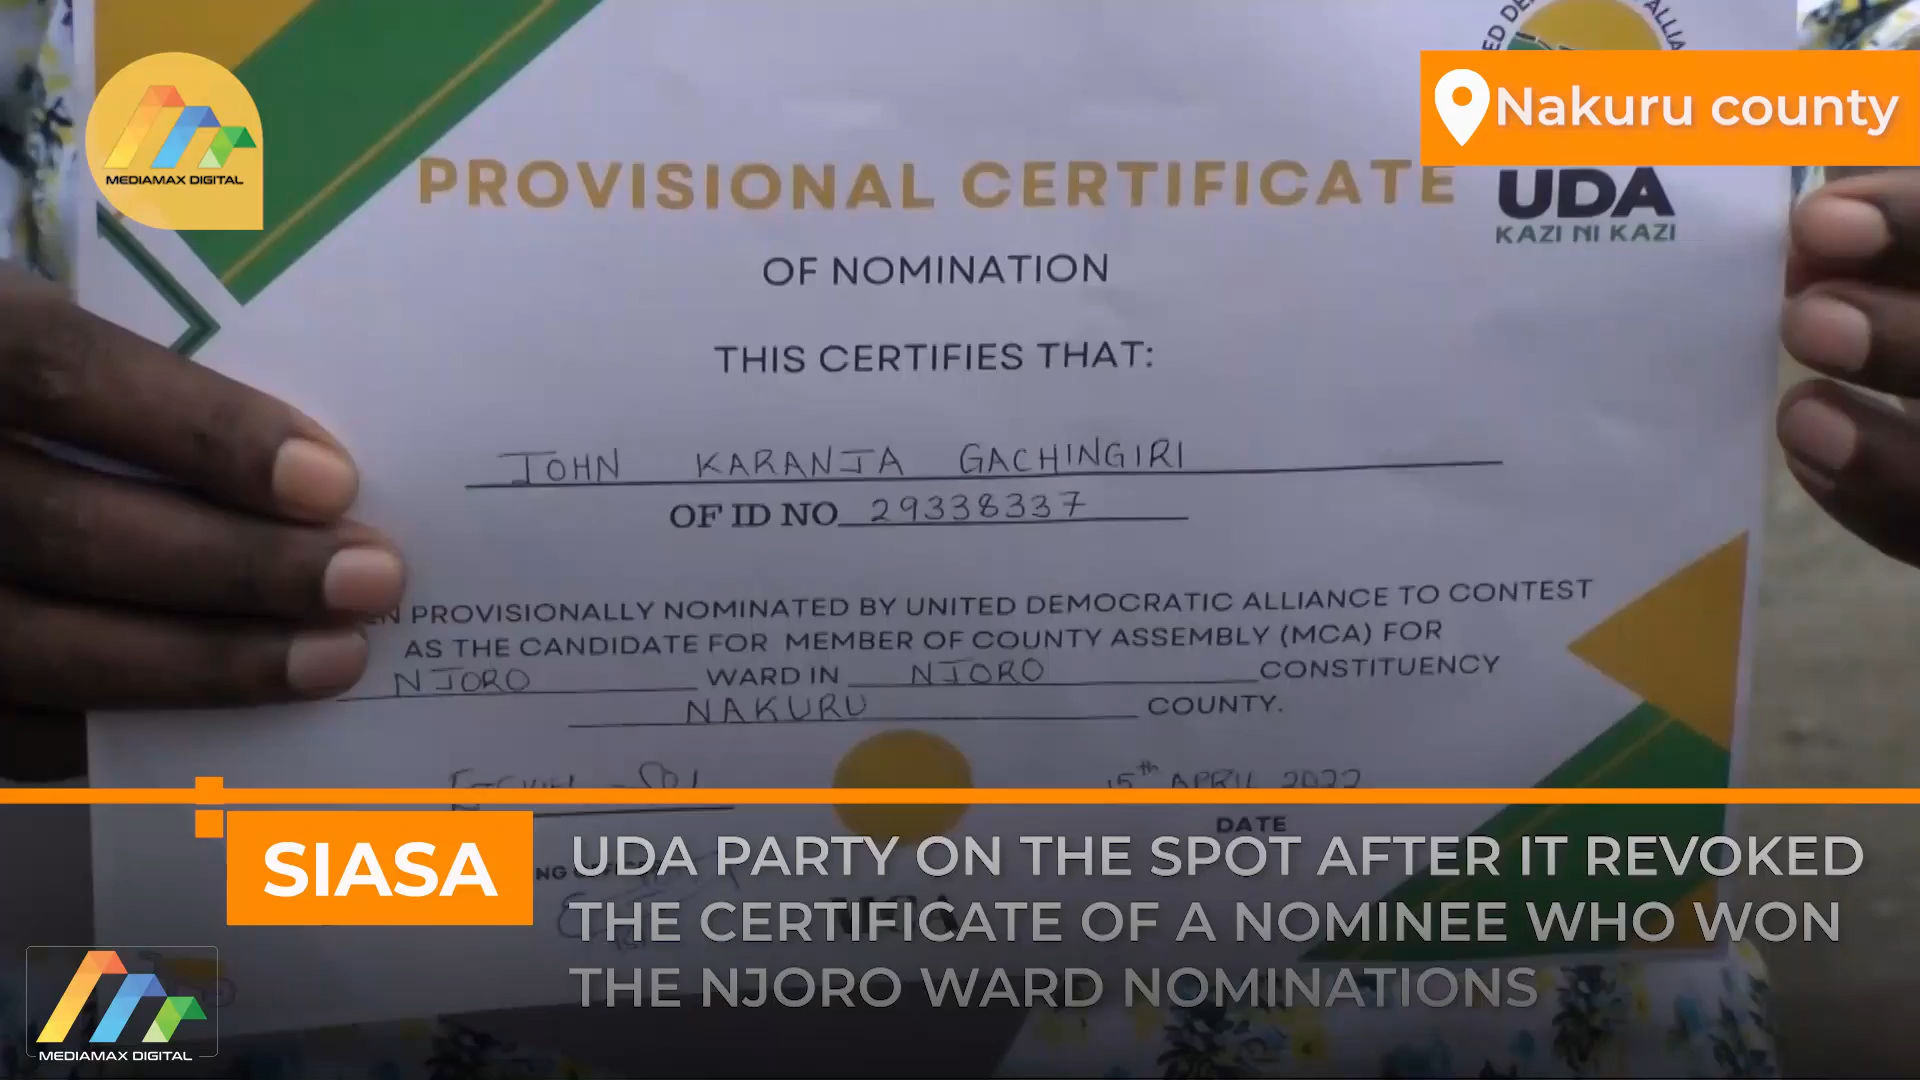 MEDIAMAX DIGITAL
Nakuru county
PROVISIONAL CERTIFICATE
UDA
KAZI NI KAZI
OF NOMINATION
THIS CERTIFIES THAT:
JOHN KARANJA GACHINGIRI
OF ID NO 29338337
PROVISIONALLY NOMINATED BY UNITED DEMOCRATIC ALLIANCE TO CONTEST
AS THE CANDIDATE FOR MEMBER OF COUNTY ASSEMBLY (MCA) FOR
NJORO WARD IN NJORO CONSTITUENCY
NAKURU COUNTY.
15th APRIL 2022
DATE
SIASA
UDA PARTY ON THE SPOT AFTER IT REVOKED
THE CERTIFICATE OF A NOMINEE WHO WON
THE NJORO WARD NOMINATIONS
MEDIAMAX DIGITAL